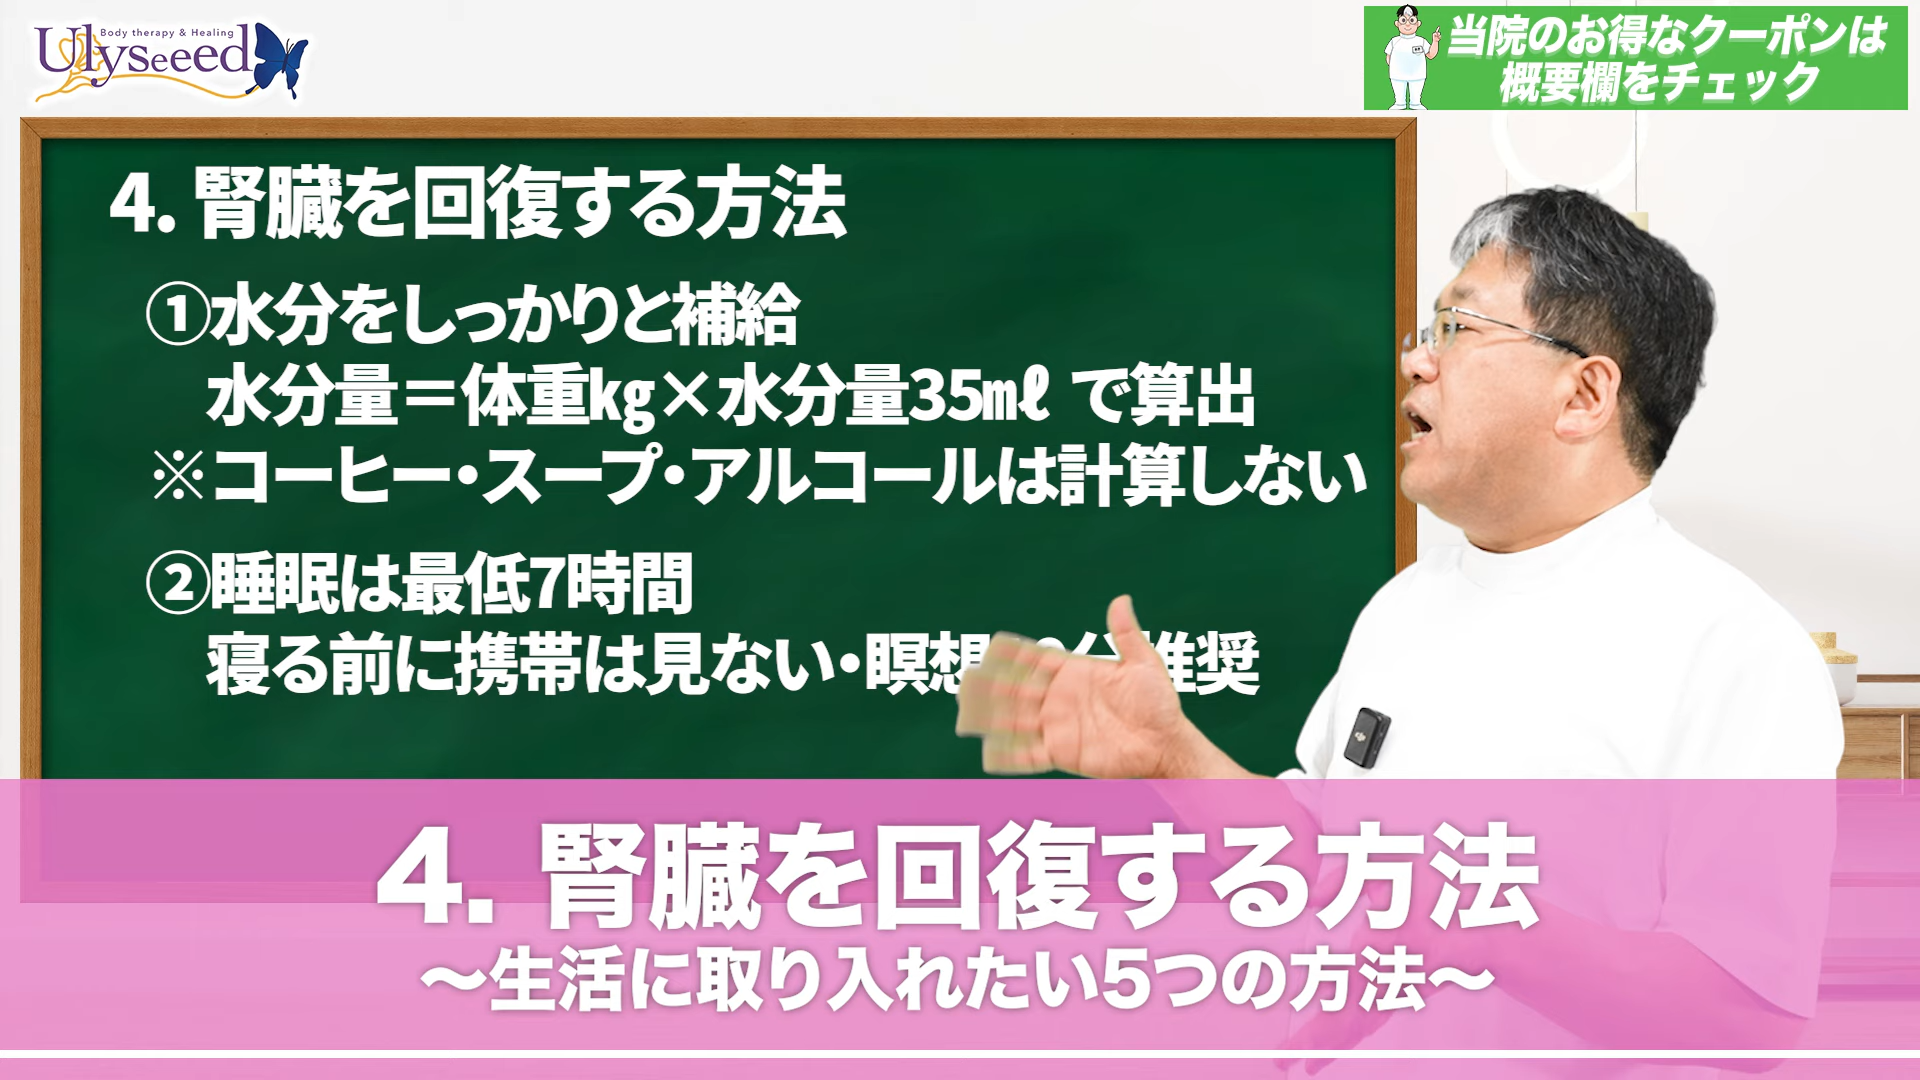 Body therapy & Healing
Ulyseeed
当院のお得なクーポンは
概要欄をチェック
4. 腎臓を回復する方法
①水分をしっかりと補給
水分量＝体重㎏×水分量35㎖ で算出
※コーヒー・スープ・アルコールは計算しない
②睡眠は最低7時間
寝る前に携帯は見ない・瞑想 推奨
4. 腎臓を回復する方法
～生活に取り入れたい5つの方法～